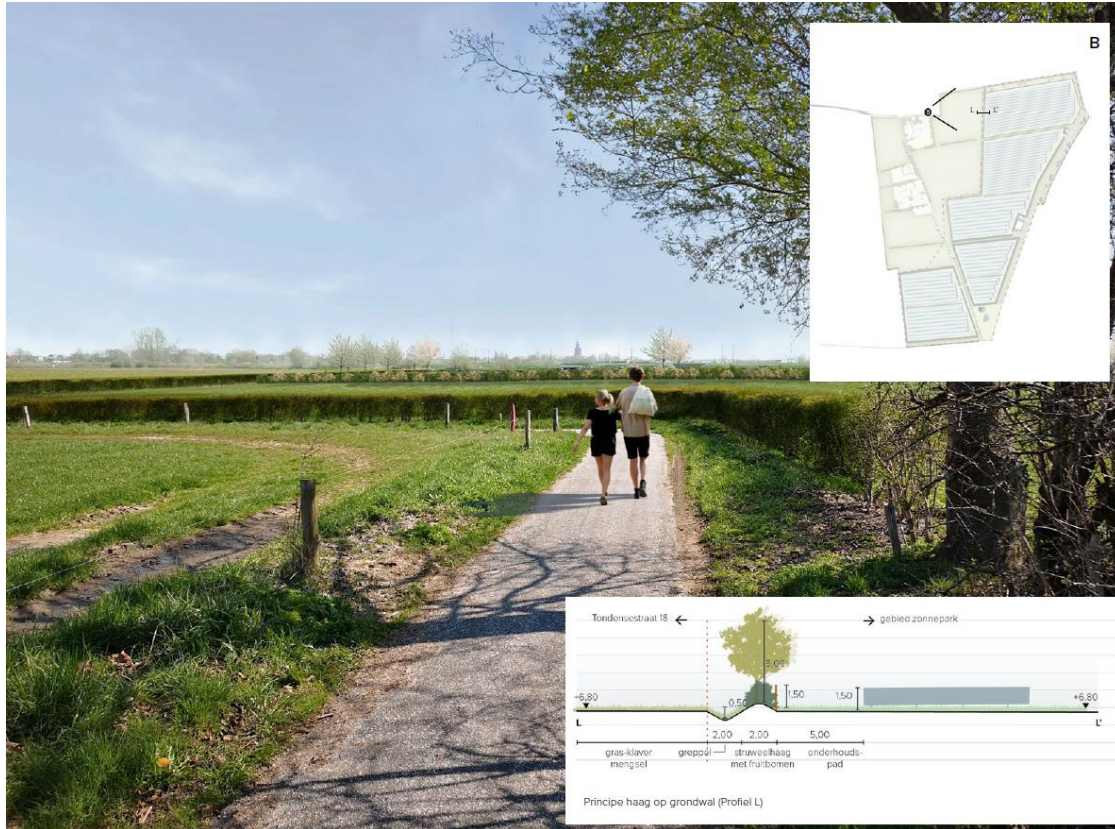 B
L L'
Tondensestraat 18
gebied zonnepark
5,00
+6,80
0,50
1,50
1,50
+6,80
L
L'
2,00 2,00 5,00
gras-klaver greppel struweelhaag onderhouds-
mengsel met fruitbomen pad
Principe haag op grondwal (Profiel L)